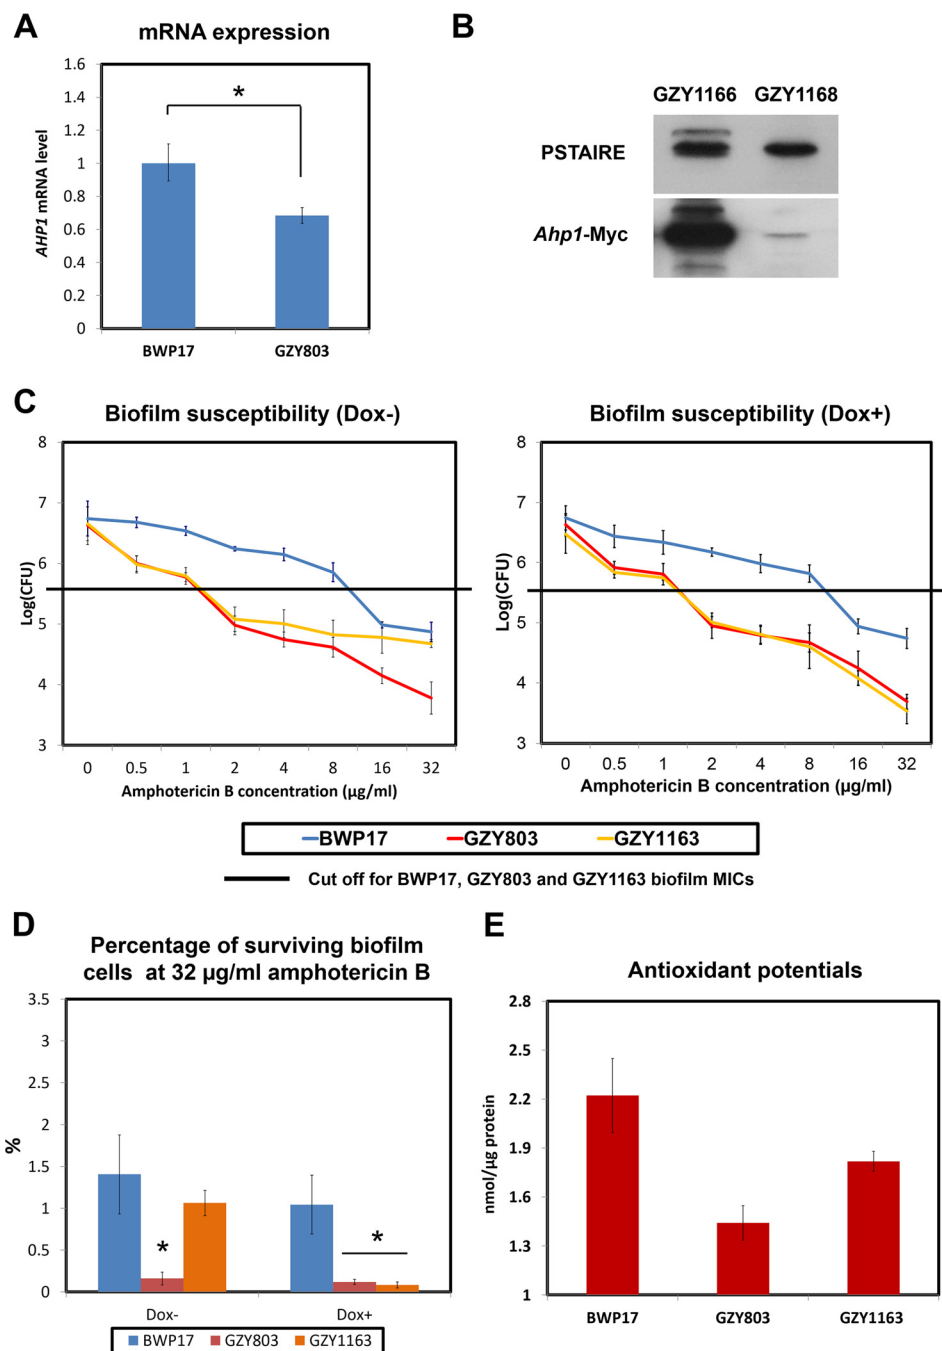 A
mRNA expression
1.6
1.4
1.2
1
0.8
0.6
0.4
0.2
0
AHP1 mRNA level
*
BWP17
GZY803
B
GZY1166
GZY1168
PSTAIRE
Ahp1-Myc
C
Biofilm susceptibility (Dox-)
8
7
6
5
4
3
Log(CFU)
0 0.5 1 2 4 8 16 32
Amphotericin B concentration (µg/ml)
Biofilm susceptibility (Dox+)
8
7
6
5
4
3
Log(CFU)
0 0.5 1 2 4 8 16 32
Amphotericin B concentration (µg/ml)
BWP17 GZY803 GZY1163
Cut off for BWP17, GZY803 and GZY1163 biofilm MICs
D
Percentage of surviving biofilm
cells at 32 µg/ml amphotericin B
3.5
3
2.5
2
1.5
1
0.5
0
%
*
*
Dox-
Dox+
BWP17 GZY803 GZY1163
E
Antioxidant potentials
2.8
2.5
2.2
1.9
1.6
1.3
1
nmol/µg protein
BWP17
GZY803
GZY1163